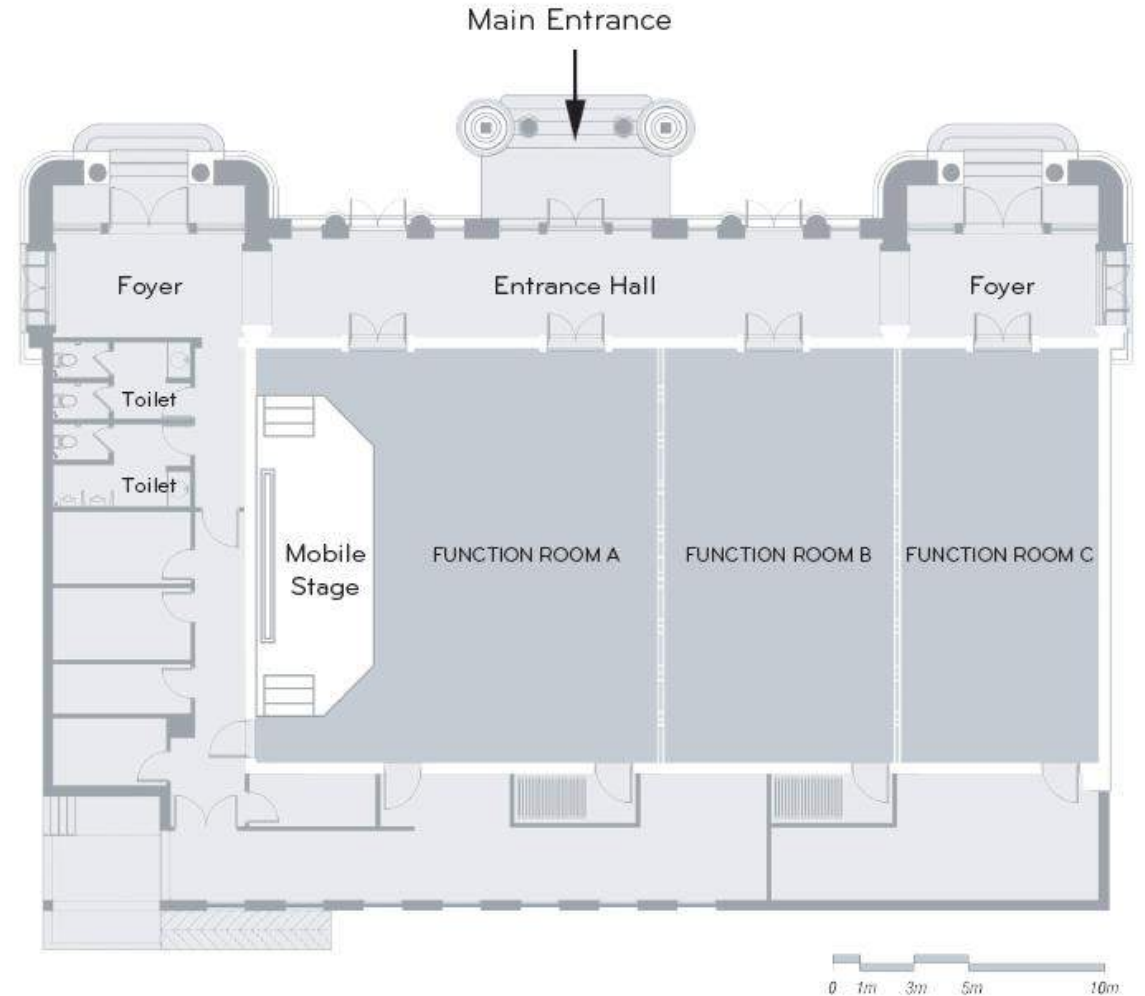 Main Entrance
Foyer
Entrance Hall
Foyer
Toilet
Toilet
Mobile
Stage
FUNCTION ROOM A
FUNCTION ROOM B
FUNCTION ROOM C
0 1m 3m 5m 10m